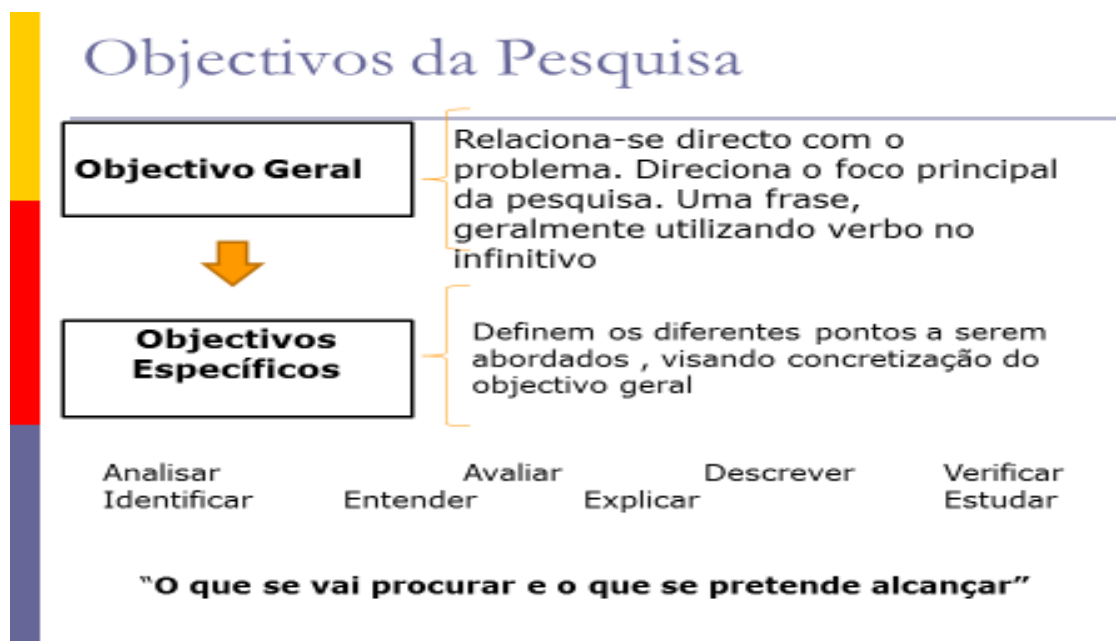 Objectivos da Pesquisa
Objectivo Geral
Relaciona-se directo com o
problema. Direciona o foco principal
da pesquisa. Uma frase,
geralmente utilizando verbo no
infinitivo
Objectivos
Específicos
Definem os diferentes pontos a serem
abordados , visando concretização do
objectivo geral
Analisar Avaliar Descrever Verificar
Identificar Entender Explicar Estudar
“O que se vai procurar e o que se pretende alcançar”